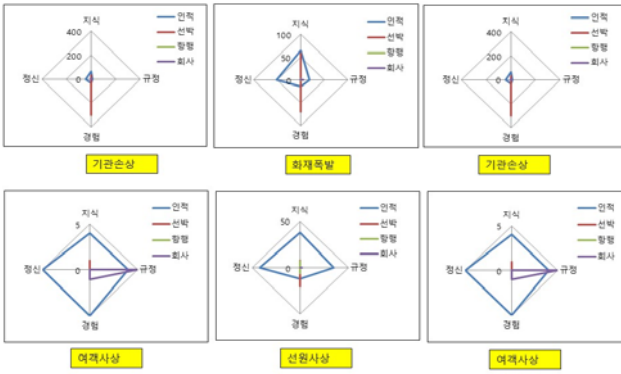 지식
400
200
0
정신
규정
경험
인적
선박
항행
회사
기관손상
지식
100
80
60
40
20
0
정신
규정
경험
인적
선박
항행
회사
화재폭발
지식
400
200
0
정신
규정
경험
인적
선박
항행
회사
기관손상
지식
5
0
정신
규정
경험
인적
선박
항행
회사
여객사상
지식
50
0
정신
규정
경험
인적
선박
항행
회사
선원사상
지식
5
0
정신
규정
경험
인적
선박
항행
회사
여객사상